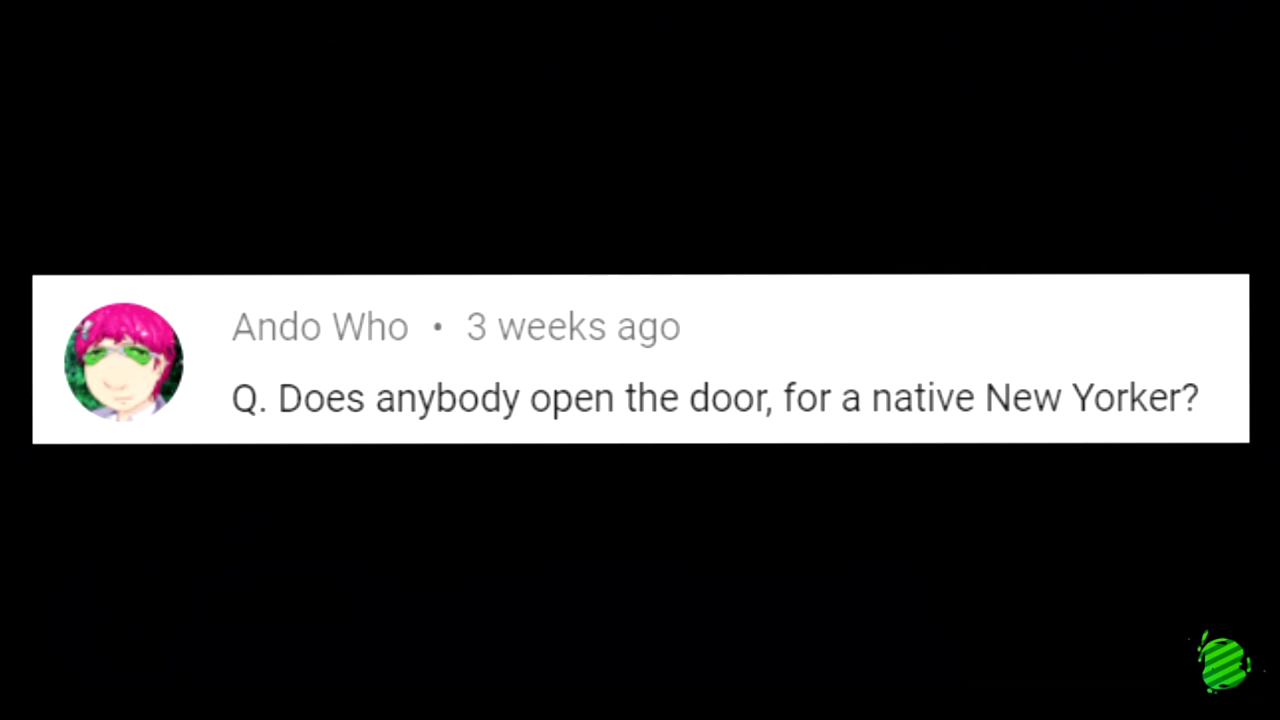 Ando Who • 3 weeks ago
Q. Does anybody open the door, for a native New Yorker?